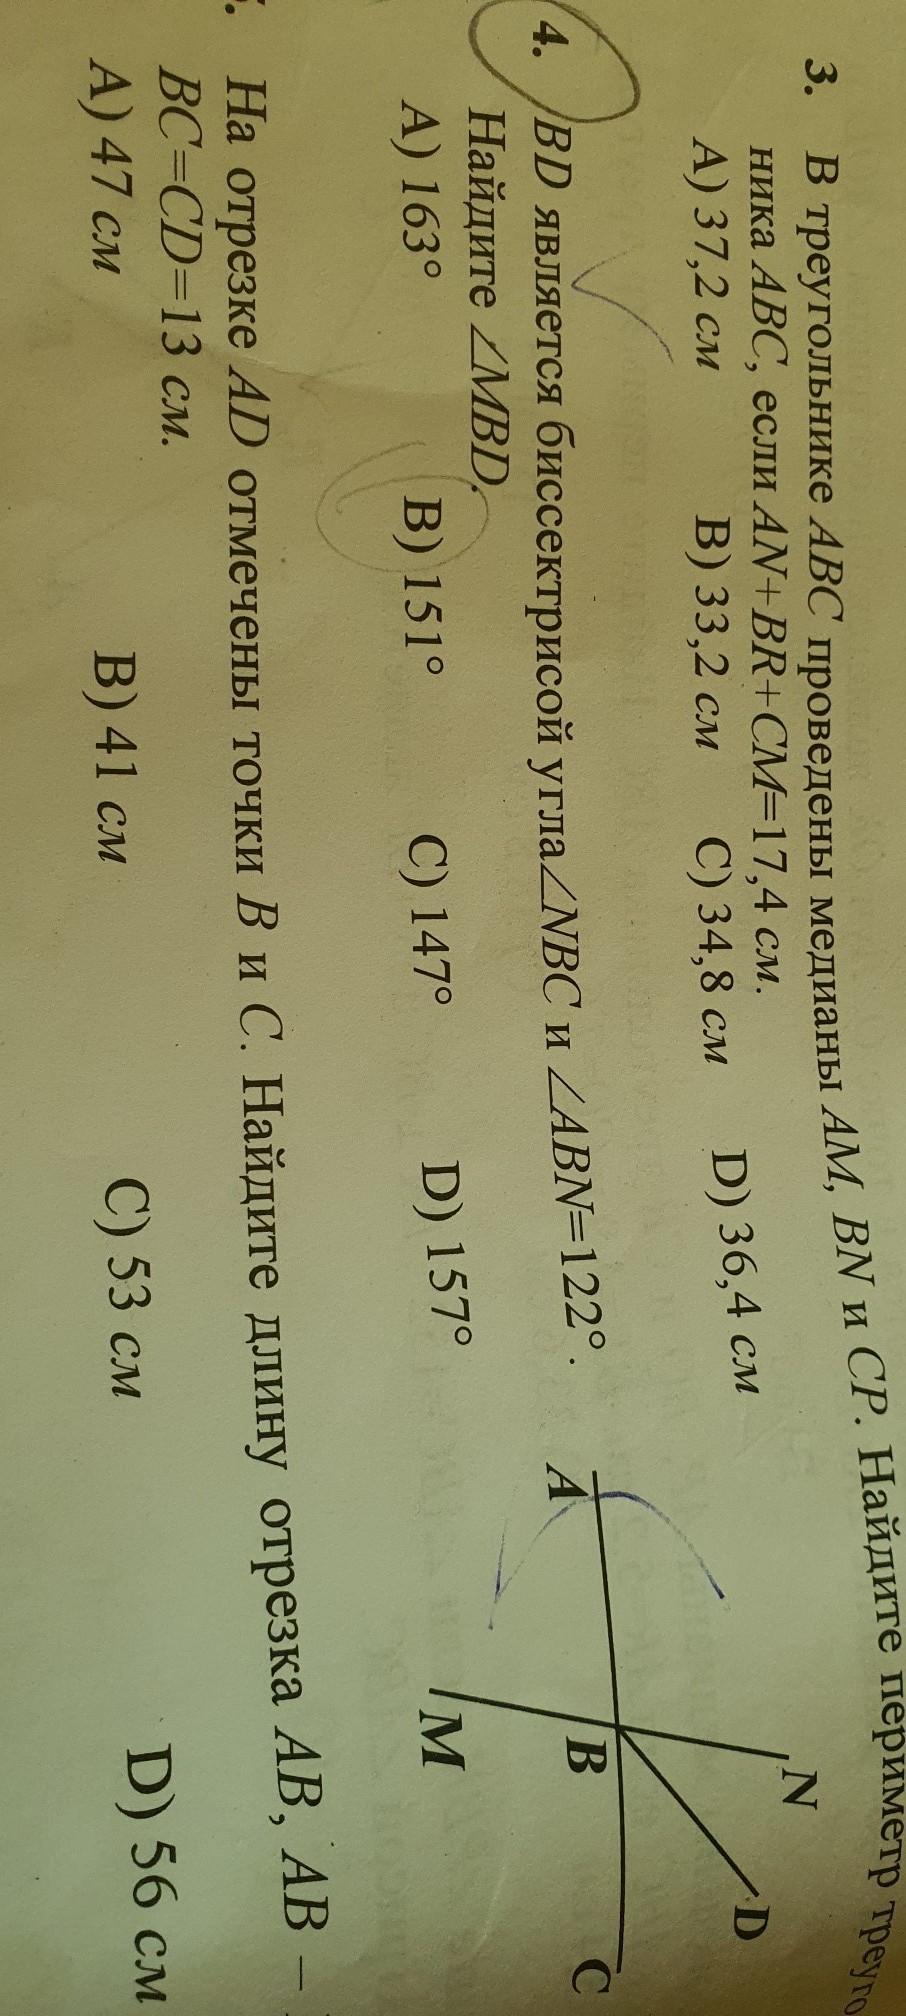 3. В треугольнике ABC проведены медианы AM, BN и CP. Найдите периметр
ника ABC, если AN+BR+CM=17,4 см.
A) 37,2 см B) 33,2 см C) 34,8 см D) 36,4 см
4. BD является биссектрисой угла∠NBC и ∠ABN=122°.
Найдите ∠MBD.
A) 163° B) 151° C) 147° D) 157°
A B C N D M
На отрезке AD отмечены точки B и C. Найдите длину отрезка AB, AB –
BC=CD=13 см.
A) 47 см B) 41 см C) 53 см D) 56 см